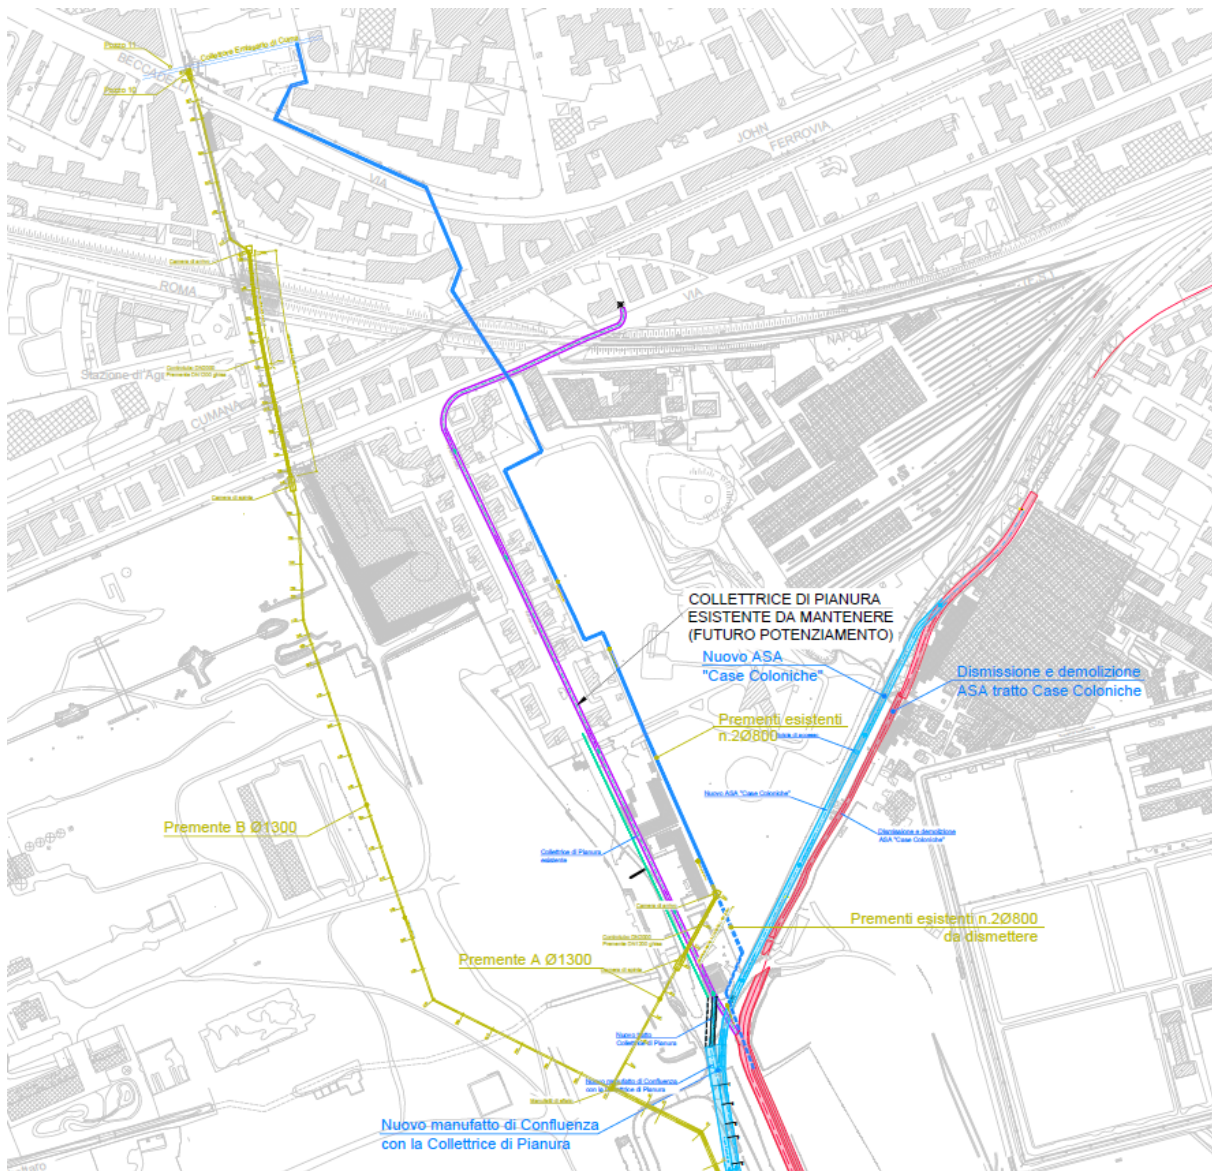 Pozzo 11
Collettore Emissario di Cuma
BECCADE
Pozzo 10
JOHN
FERROVIA
VIA
ROMA
VIA
NAPOLI
Stazione di Agn
CUMANA
COLLETTRICE DI PIANURA
ESISTENTE DA MANTENERE
(FUTURO POTENZIAMENTO)
Nuovo ASA
"Case Coloniche"
Dismissione e demolizione
ASA tratto Case Coloniche
Prementi esistenti
n.2Ø800
Nuovo ASA "Case Coloniche"
Premente B Ø1300
Dismissione e demolizione
ASA "Case Coloniche"
Collettrice di Pianura
esistente
Prementi esistenti n.2Ø800
da dismettere
Premente A Ø1300
Nuovo tratto
Collettrice di Pianura
Nuovo manufatto di Confluenza
con la Collettrice di Pianura
Nuovo manufatto di Confluenza
con la Collettrice di Pianura